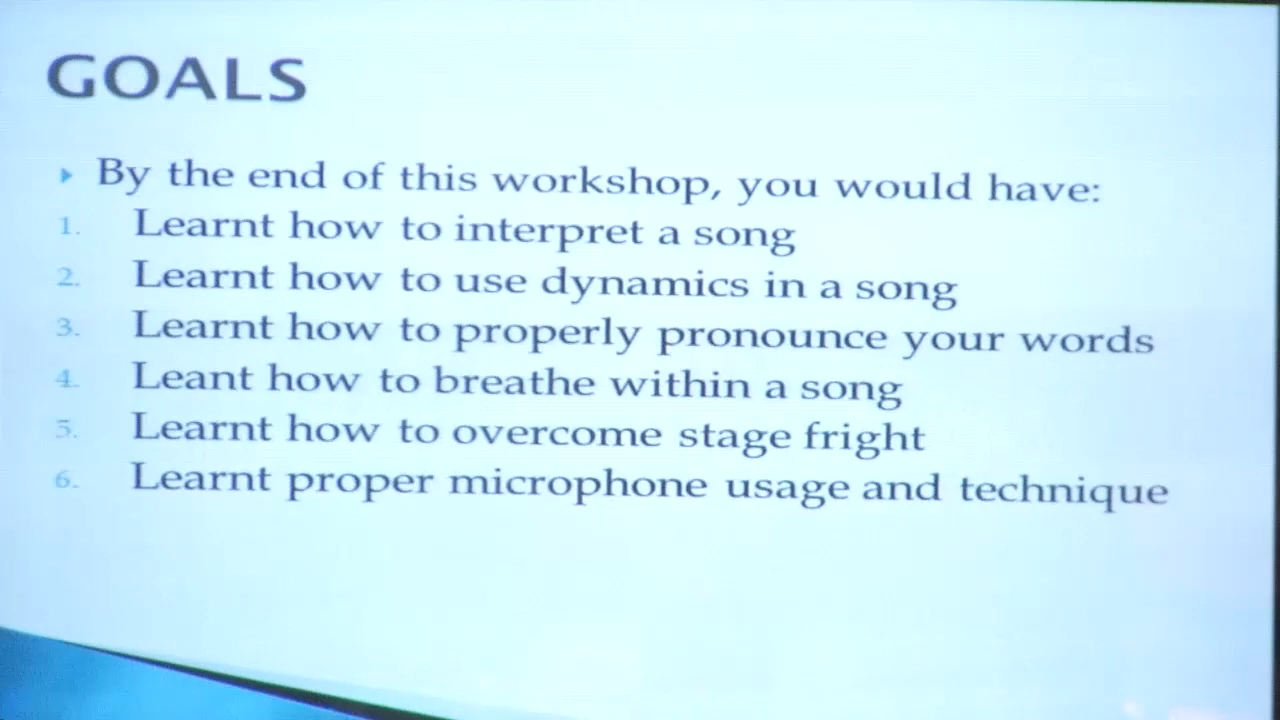 GOALS
By the end of this workshop, you would have:
1. Learnt how to interpret a song
2. Learnt how to use dynamics in a song
3. Learnt how to properly pronounce your words
4. Leant how to breathe within a song
5. Learnt how to overcome stage fright
6. Learnt proper microphone usage and technique